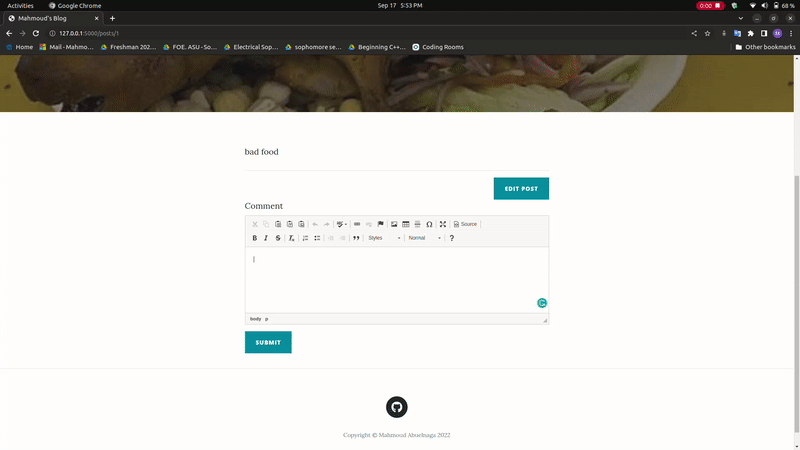 Activities Google Chrome Sep 17 5:53 PM 0:00 68 %
Mahmoud's Blog
127.0.0.1:5000/posts/1
Home Mail - Mahmo... Freshman 202... FOE. ASU - So... Electrical Sop... sophomore se... Beginning C++... Coding Rooms Other bookmarks
bad food
EDIT POST
Comment
Source
B I S Styles Normal ?
body p
SUBMIT
Copyright © Mahmoud Abuelnaga 2022